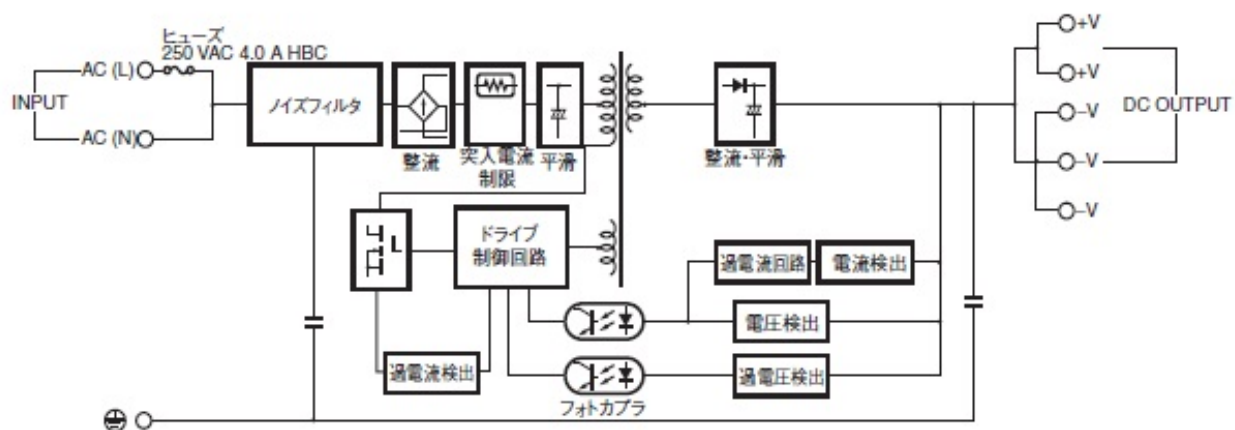 ヒューズ
250 VAC 4.0 A HBC
AC (L)
INPUT
AC (N)
ノイズフィルタ
整流
突入電流
制限
平滑
整流・平滑
+V
+V
−V
−V
−V
DC OUTPUT
ドライブ
制御回路
過電流回路
電流検出
電圧検出
過電流検出
過電圧検出
フォトカプラ